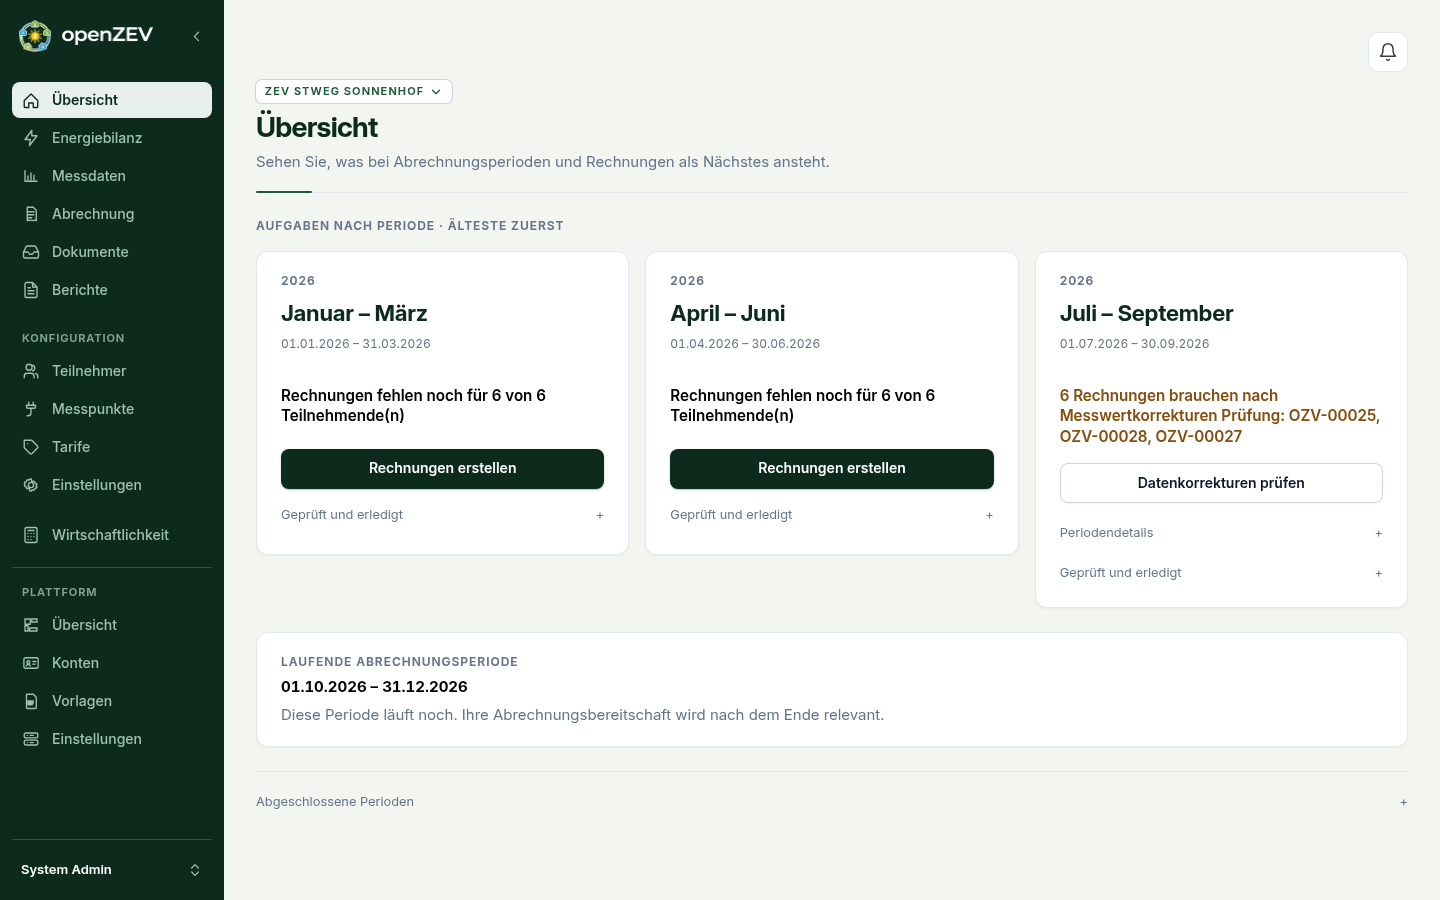 openZEV
Übersicht
Energiebilanz
Messdaten
Abrechnung
Dokumente
Berichte
KONFIGURATION
Teilnehmer
Messpunkte
Tarife
Einstellungen
Wirtschaftlichkeit
PLATTFORM
Übersicht
Konten
Vorlagen
Einstellungen
System Admin
ZEV STWEG SONNENHOF
Übersicht
Sehen Sie, was bei Abrechnungsperioden und Rechnungen als Nächstes ansteht.
AUFGABEN NACH PERIODE · ÄLTESTE ZUERST
2026
Januar – März
01.01.2026 – 31.03.2026
Rechnungen fehlen noch für 6 von 6
Teilnehmende(n)
Rechnungen erstellen
Geprüft und erledigt +
2026
April – Juni
01.04.2026 – 30.06.2026
Rechnungen fehlen noch für 6 von 6
Teilnehmende(n)
Rechnungen erstellen
Geprüft und erledigt +
2026
Juli – September
01.07.2026 – 30.09.2026
6 Rechnungen brauchen nach
Messwertkorrekturen Prüfung: OZV-00025,
OZV-00028, OZV-00027
Datenkorrekturen prüfen
Periodendetails +
Geprüft und erledigt +
LAUFENDE ABRECHNUNGSPERIODE
01.10.2026 – 31.12.2026
Diese Periode läuft noch. Ihre Abrechnungsbereitschaft wird nach dem Ende relevant.
Abgeschlossene Perioden +